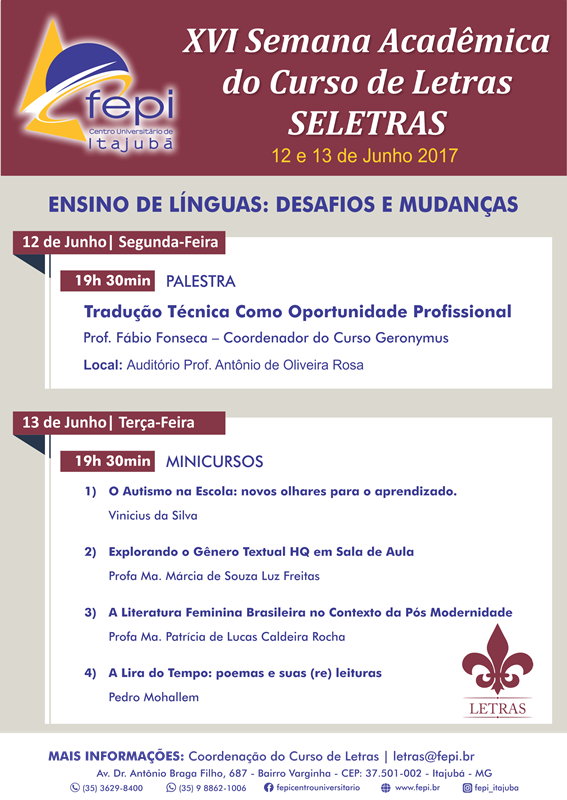 fepi
Centro Universitário de
Itajubá
XVI Semana Acadêmica
do Curso de Letras
SELETRAS
12 e 13 de Junho 2017
ENSINO DE LÍNGUAS: DESAFIOS E MUDANÇAS
12 de Junho| Segunda-Feira
19h 30min PALESTRA
Tradução Técnica Como Oportunidade Profissional
Prof. Fábio Fonseca – Coordenador do Curso Geronymus
Local: Auditório Prof. Antônio de Oliveira Rosa
13 de Junho| Terça-Feira
19h 30min MINICURSOS
1) O Autismo na Escola: novos olhares para o aprendizado.
Vinicius da Silva
2) Explorando o Gênero Textual HQ em Sala de Aula
Profa Ma. Márcia de Souza Luz Freitas
3) A Literatura Feminina Brasileira no Contexto da Pós Modernidade
Profa Ma. Patrícia de Lucas Caldeira Rocha
4) A Lira do Tempo: poemas e suas (re) leituras
Pedro Mohallem
LETRAS
MAIS INFORMAÇÕES: Coordenação do Curso de Letras | letras@fepi.br
Av. Dr. Antônio Braga Filho, 687 - Bairro Varginha - CEP: 37.501-002 - Itajubá - MG
(35) 3629-8400 (35) 9 8862-1006 fepicentrouniversitario www.fepi.br fepi_itajuba